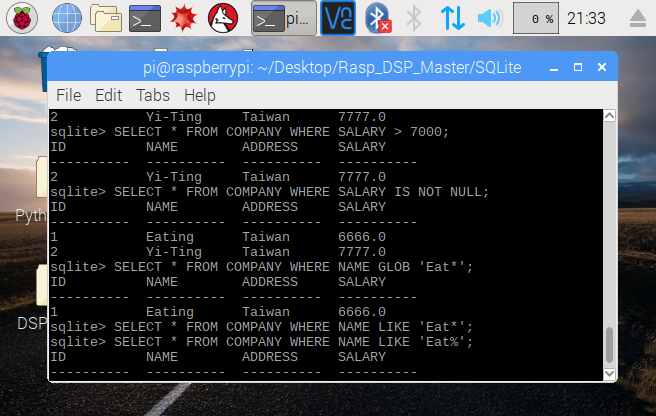 0 %
21:33
pi...
pi@raspberrypi: ~/Desktop/Rasp_DSP_Master/SQLite
File Edit Tabs Help
2          Yi-Ting     Taiwan      7777.0
sqlite> SELECT * FROM COMPANY WHERE SALARY > 7000;
ID         NAME        ADDRESS     SALARY
----------  ----------  ----------  ----------
2          Yi-Ting     Taiwan      7777.0
sqlite> SELECT * FROM COMPANY WHERE SALARY IS NOT NULL;
ID         NAME        ADDRESS     SALARY
----------  ----------  ----------  ----------
1          Eating      Taiwan      6666.0
2          Yi-Ting     Taiwan      7777.0
sqlite> SELECT * FROM COMPANY WHERE NAME GLOB 'Eat*';
ID         NAME        ADDRESS     SALARY
----------  ----------  ----------  ----------
1          Eating      Taiwan      6666.0
sqlite> SELECT * FROM COMPANY WHERE NAME LIKE 'Eat*';
sqlite> SELECT * FROM COMPANY WHERE NAME LIKE 'Eat%';
ID         NAME        ADDRESS     SALARY
----------  ----------  ----------  ----------
Pyth
DSP